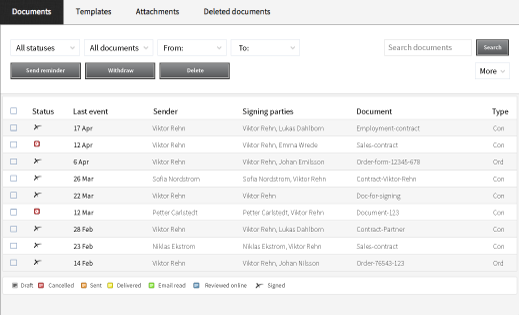 Documents Templates Attachments Deleted documents
All statuses All documents From: To: Search documents Search
Send reminder Withdraw Delete More
Status Last event Sender Signing parties Document Type
17 Apr Viktor Rehn Viktor Rehn, Lukas Dahlborn Employment-contract Con
12 Apr Viktor Rehn Viktor Rehn, Emma Wrede Sales-contract Con
6 Apr Viktor Rehn Viktor Rehn, Johan Emilsson Order-form-12345-678 Ord
26 Mar Sofia Nordstrom Sofia Nordstrom, Viktor Rehn Contract-Viktor-Rehn Con
22 Mar Viktor Rehn Viktor Rehn Doc-for-signing Con
12 Mar Petter Carlstedt Petter Carlstedt, Viktor Rehn Document-123 Con
28 Feb Viktor Rehn Viktor Rehn, Lukas Dahlborn Contract-Partner Con
23 Feb Niklas Ekstrom Niklas Ekstrom, Viktor Rehn Sales-contract Con
14 Feb Viktor Rehn Viktor Rehn, Johan Nilsson Order-76543-123 Ord
Draft Cancelled Sent Delivered Email read Reviewed online Signed